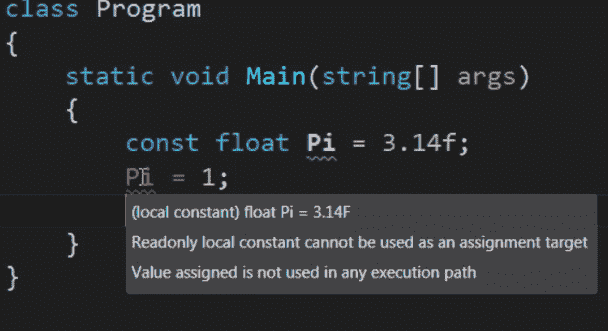 class Program
{
static void Main(string[] args)
{
const float Pi = 3.14f;
Pi = 1;
(local constant) float Pi = 3.14F
Readonly local constant cannot be used as an assignment target
}
Value assigned is not used in any execution path
}